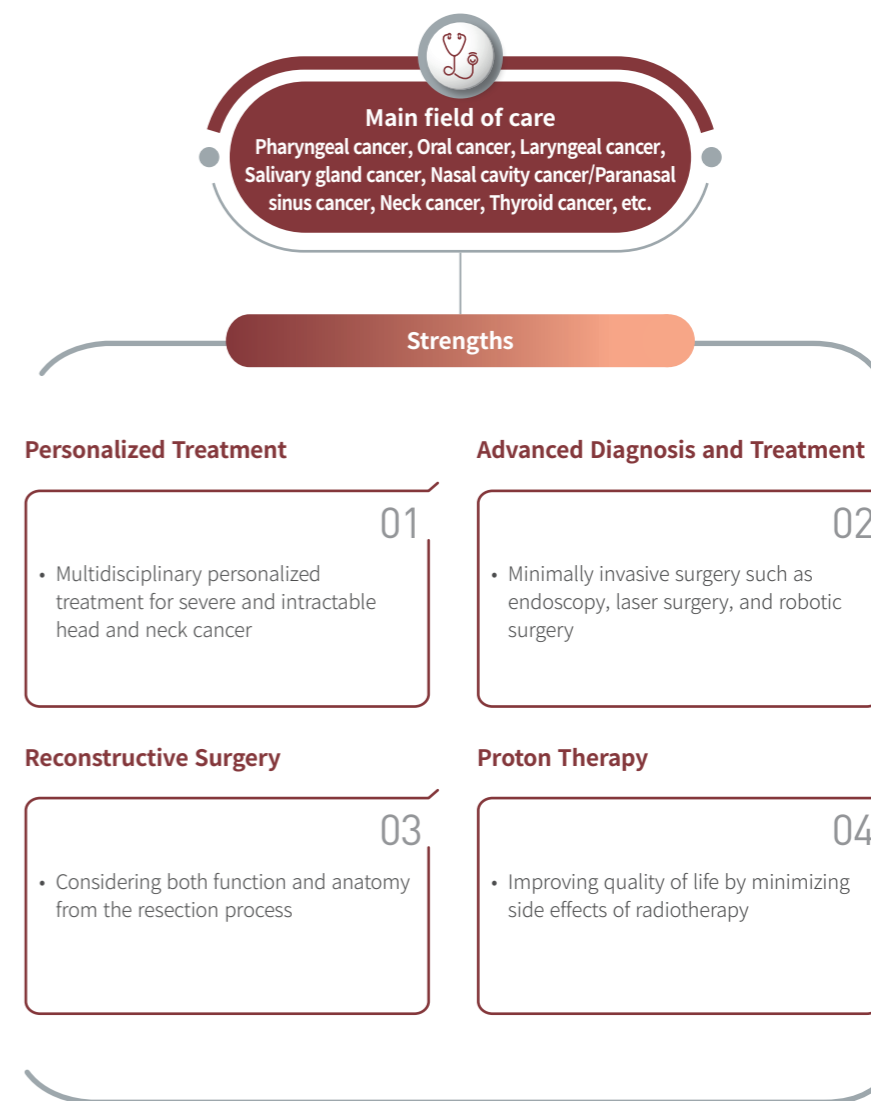 Main field of care
Pharyngeal cancer, Oral cancer, Laryngeal cancer,
Salivary gland cancer, Nasal cavity cancer/Paranasal
sinus cancer, Neck cancer, Thyroid cancer, etc.
Strengths
Personalized Treatment
01
• Multidisciplinary personalized
treatment for severe and intractable
head and neck cancer
Advanced Diagnosis and Treatment
02
• Minimally invasive surgery such as
endoscopy, laser surgery, and robotic
surgery
Reconstructive Surgery
03
• Considering both function and anatomy
from the resection process
Proton Therapy
04
• Improving quality of life by minimizing
side effects of radiotherapy